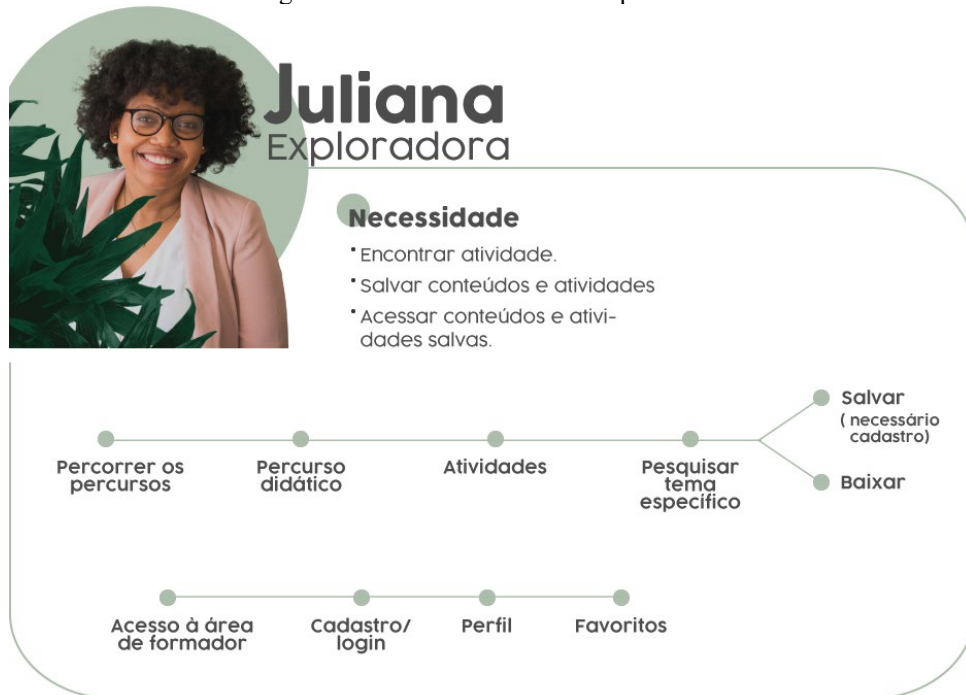 Juliana
Exploradora
Necessidade
• Encontrar atividade.
• Salvar conteúdos e atividades
• Acessar conteúdos e ativi-
dades salvas.
Percorrer os
percursos
Percurso
didático
Atividades
Pesquisar
tema
específico
Salvar
( necessário
cadastro)
Baixar
Acesso à área
de formador
Cadastro/
login
Perfil
Favoritos